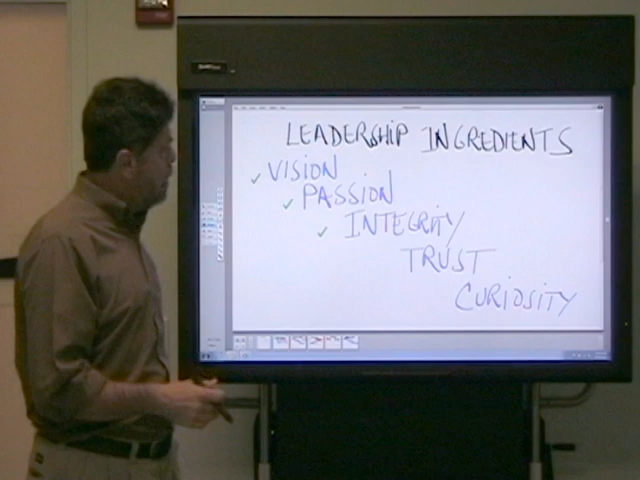 LEADERSHIP INGREDIENTS
✓ VISION
✓ PASSION
✓ INTEGRITY
TRUST
CURIOSITY